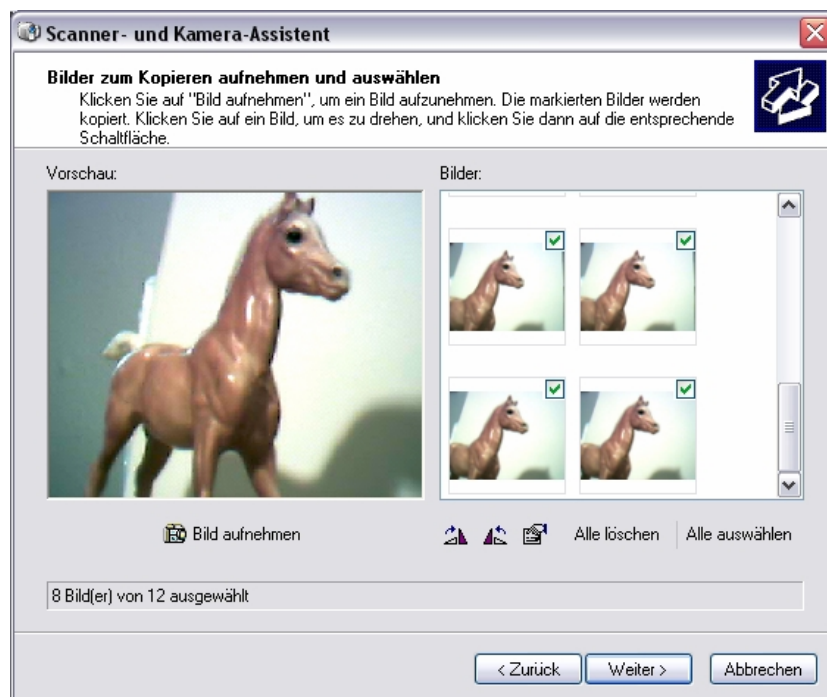 Scanner- und Kamera-Assistent
Bilder zum Kopieren aufnehmen und auswählen
Klicken Sie auf "Bild aufnehmen", um ein Bild aufzunehmen. Die markierten Bilder werden
kopiert. Klicken Sie auf ein Bild, um es zu drehen, und klicken Sie dann auf die entsprechende
Schaltfläche.
Vorschau:
Bilder:
Bild aufnehmen
Alle löschen
Alle auswählen
8 Bild(er) von 12 ausgewählt
< Zurück
Weiter >
Abbrechen